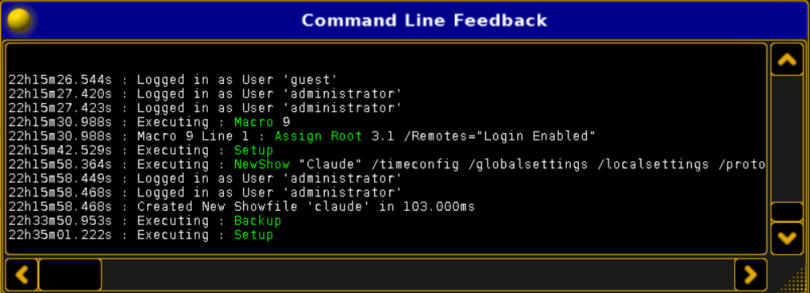 Command Line Feedback
22h15m26.544s : Logged in as User 'guest'
22h15m27.420s : Logged in as User 'administrator'
22h15m27.423s : Logged in as User 'administrator'
22h15m30.988s : Executing : Macro 9
22h15m30.988s : Macro 9 Line 1 : Assign Root 3.1 /Remotes="Login Enabled"
22h15m42.529s : Executing : Setup
22h15m58.364s : Executing : NewShow "Claude" /timeconfig /globalsettings /localsettings /proto
22h15m58.449s : Logged in as User 'administrator'
22h15m58.468s : Logged in as User 'administrator'
22h15m58.468s : Created New Showfile 'claude' in 103.000ms
22h33m50.953s : Executing : Backup
22h35m01.222s : Executing : Setup